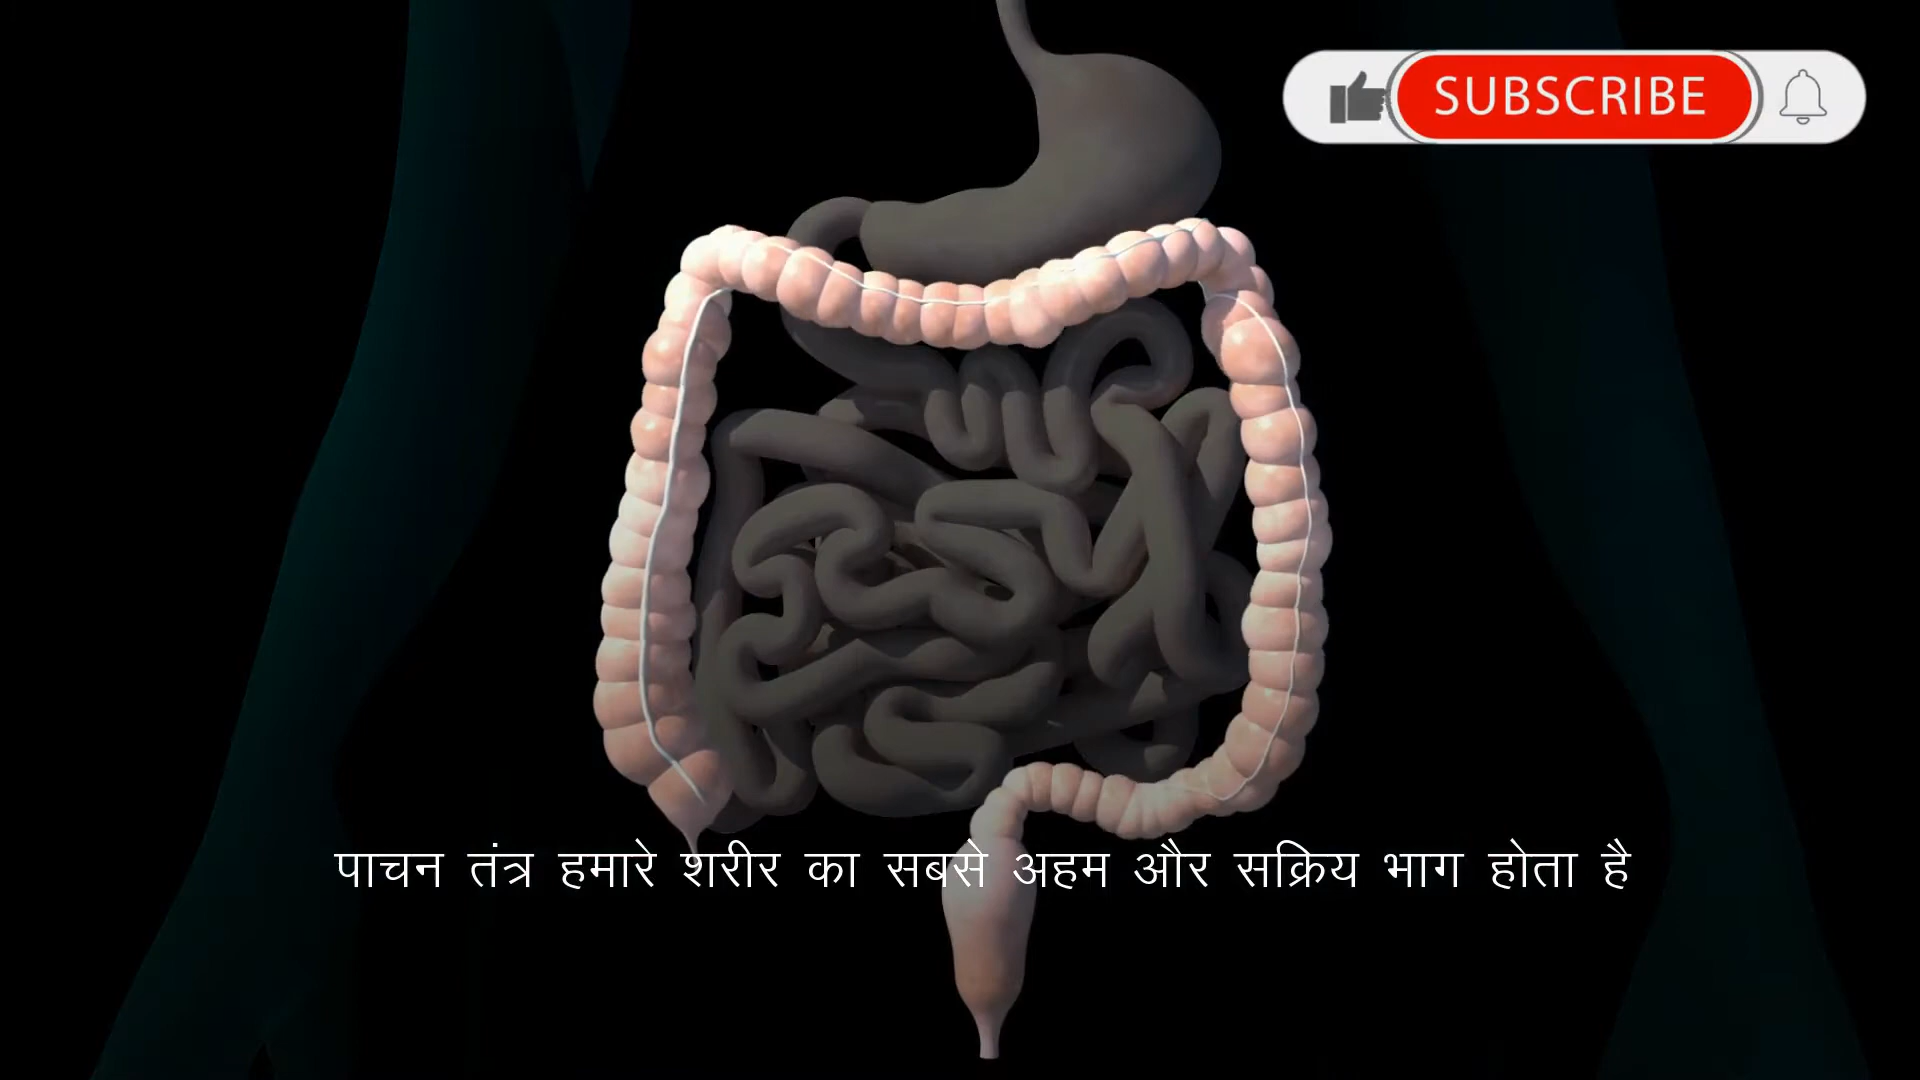 SUBSCRIBE
पाचन तंत्र हमारे शरीर का सबसे अहम और सक्रिय भाग होता है